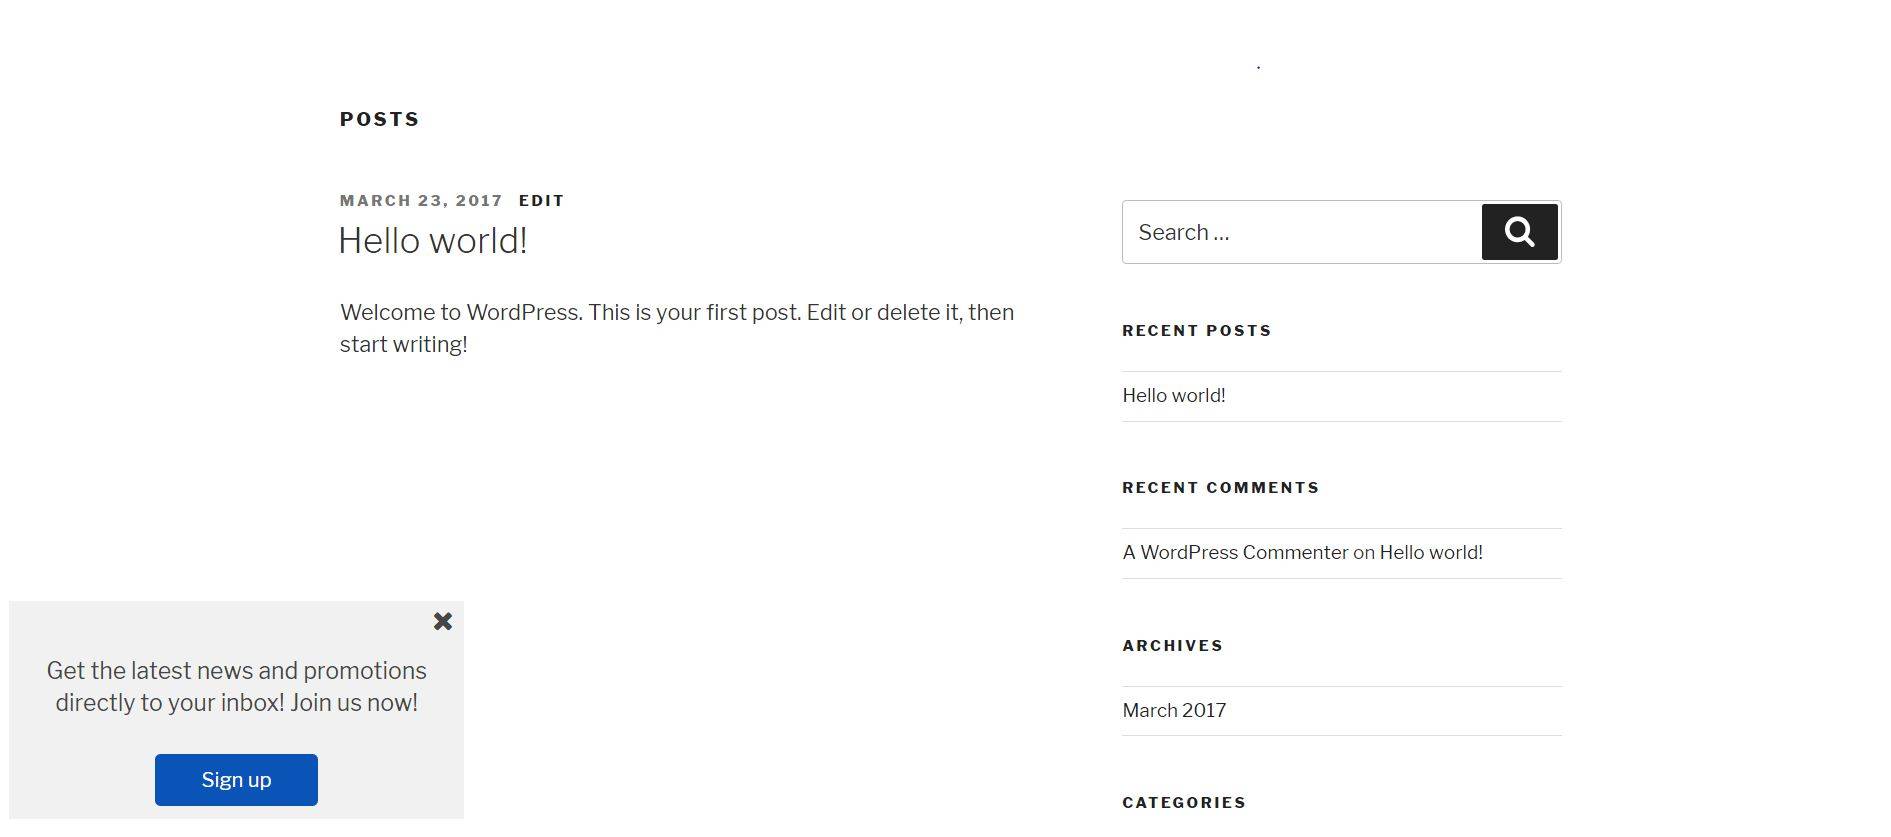 POSTS
MARCH 23, 2017 EDIT
Hello world!
Welcome to WordPress. This is your first post. Edit or delete it, then
start writing!
Search …
RECENT POSTS
Hello world!
RECENT COMMENTS
A WordPress Commenter on Hello world!
ARCHIVES
March 2017
CATEGORIES
Get the latest news and promotions
directly to your inbox! Join us now!
Sign up